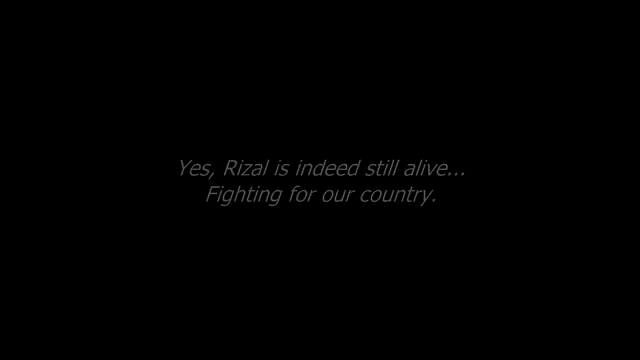 Yes, Rizal is indeed still alive...
Fighting for our country.